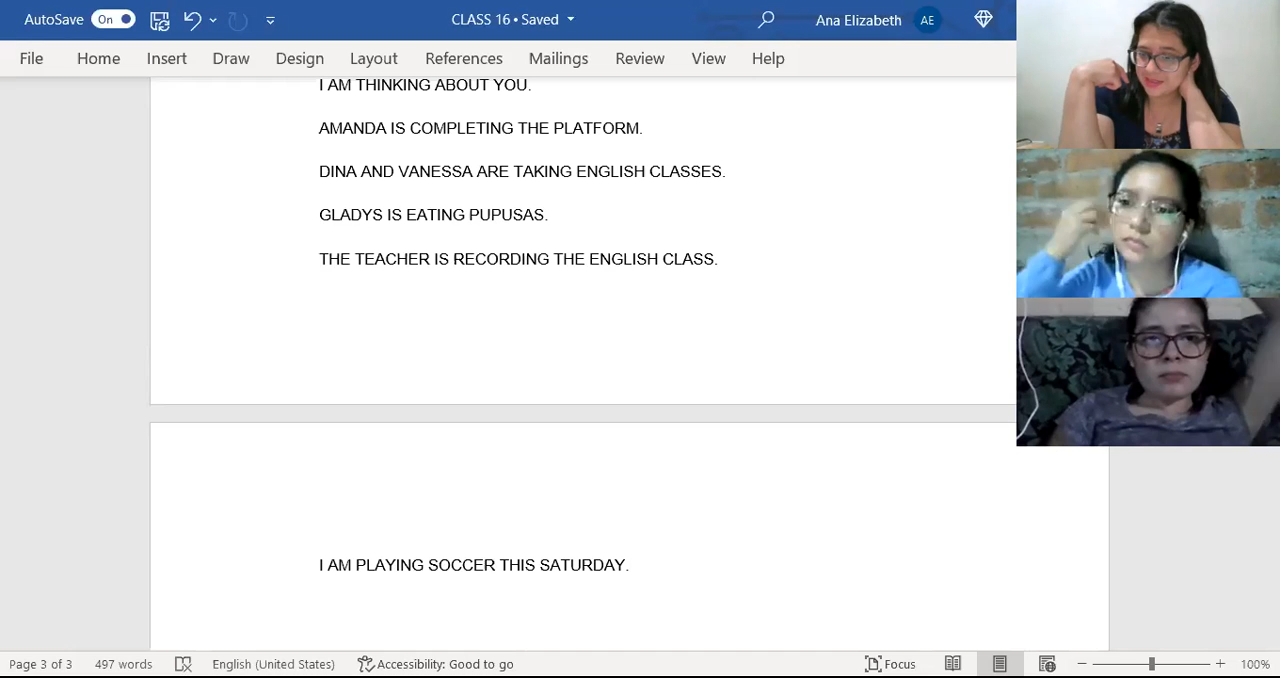 AutoSave On CLASS 16 • Saved Ana Elizabeth AE
File Home Insert Draw Design Layout References Mailings Review View Help
I AM THINKING ABOUT YOU.
AMANDA IS COMPLETING THE PLATFORM.
DINA AND VANESSA ARE TAKING ENGLISH CLASSES.
GLADYS IS EATING PUPUSAS.
THE TEACHER IS RECORDING THE ENGLISH CLASS.
I AM PLAYING SOCCER THIS SATURDAY.
Page 3 of 3 497 words English (United States) Accessibility: Good to go Focus 100%